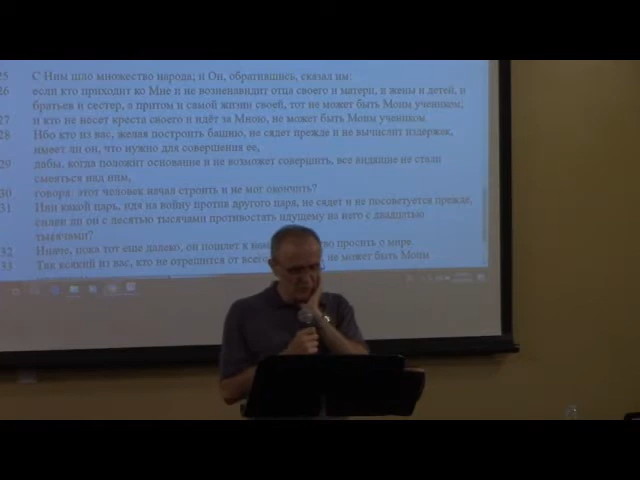 25 С Ним шло множество народа; и Он, обратившись, сказал им:
26 если кто приходит ко Мне и не возненавидит отца своего и матери, и жены и детей, и
братьев и сестер, а притом и самой жизни своей, тот не может быть Моим учеником;
27 и кто не несет креста своего и идёт за Мною, не может быть Моим учеником.
28 Ибо кто из вас, желая построить башню, не сядет прежде и не вычислит издержек,
имеет ли он, что нужно для совершения ее,
29 дабы, когда положит основание и не возможет совершить, все видящие не стали
смеяться над ним,
30 говоря: этот человек начал строить и не мог окончить?
31 Или какой царь, идя на войну против другого царя, не сядет и не посоветуется прежде,
силен ли он с десятью тысячами противостать идущему на него с двадцатью
тысячами?
32 Иначе, пока тот еще далеко, он пошлет к нему просить о мире.
33 Так всякий из вас, кто не отрешится от всего, не может быть Моим